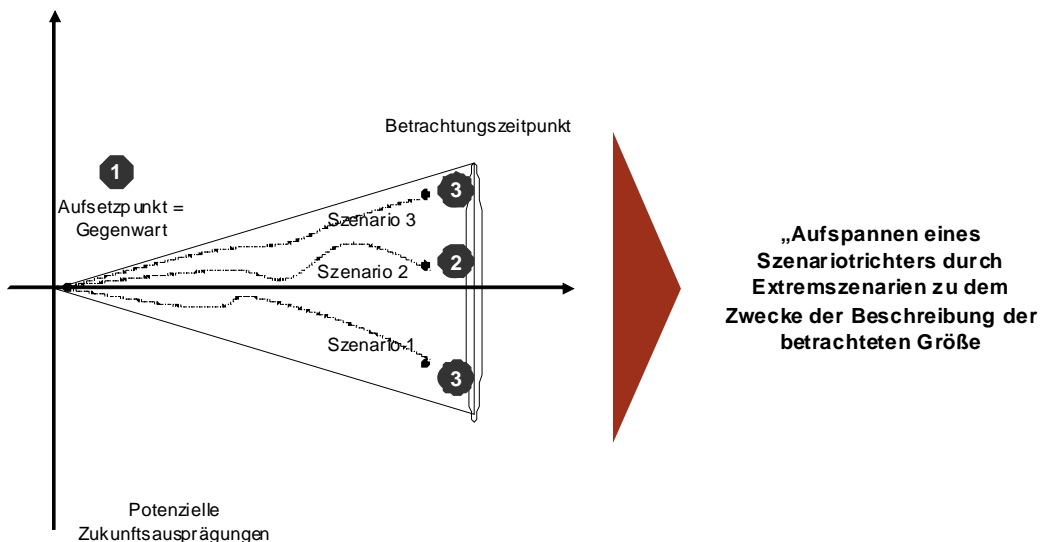 Betrachtungszeitpunkt
1
Aufsetzpunkt =
Gegenwart
3
Szenario 3
2
Szenario 2
Szenario 1
3
Potenzielle
Zukunftsausprägungen
„Aufspannen eines
Szenariotrichters durch
Extremszenarien zu dem
Zwecke der Beschreibung der
betrachteten Größe